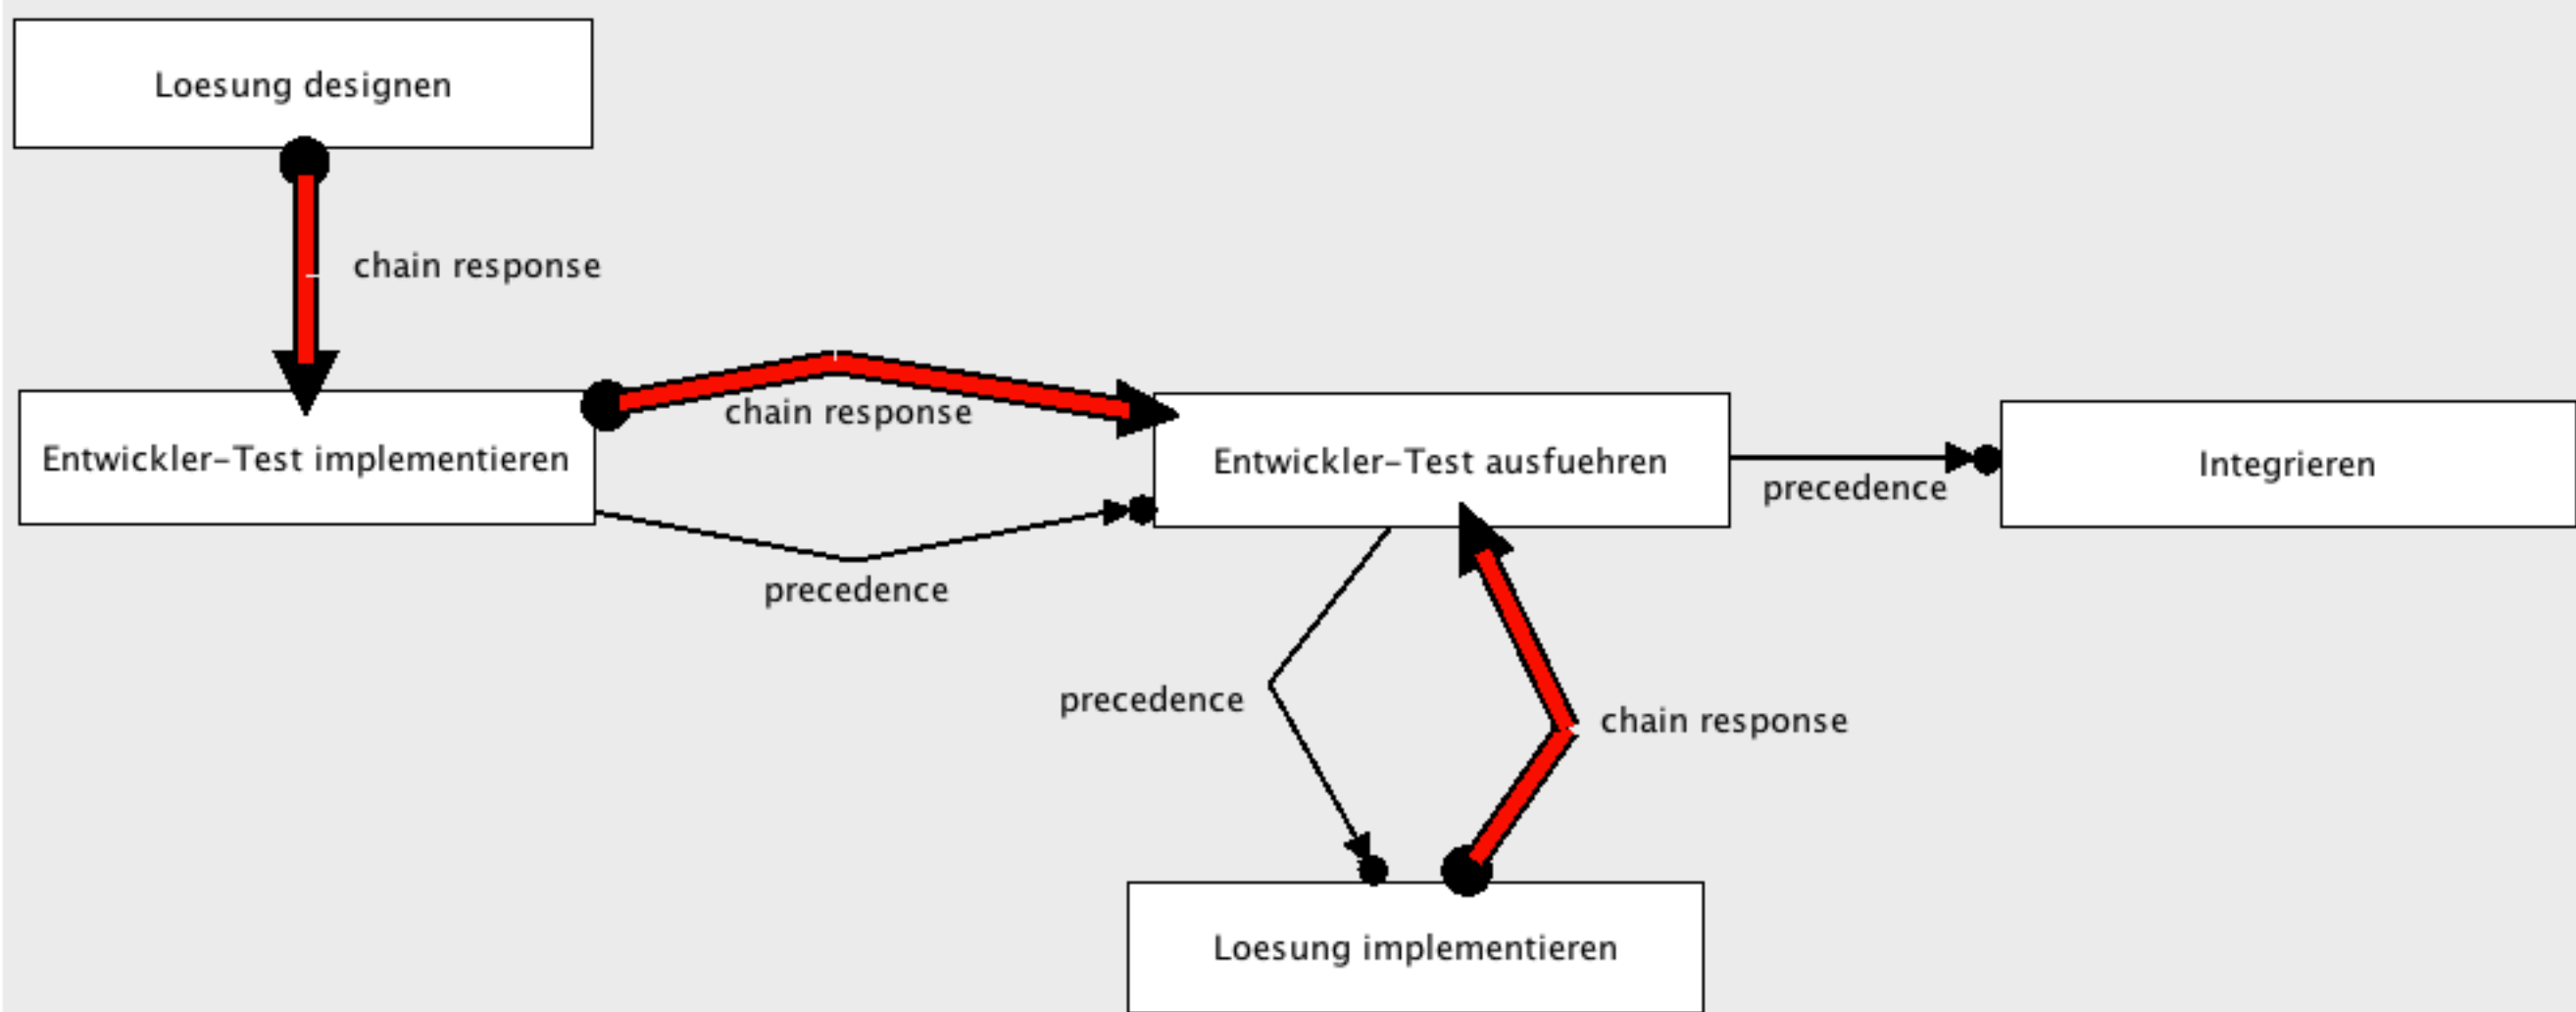 Loesung designen
chain response
Entwickler-Test implementieren
chain response
precedence
Entwickler-Test ausfuehren
precedence
Integrieren
precedence
chain response
Loesung implementieren